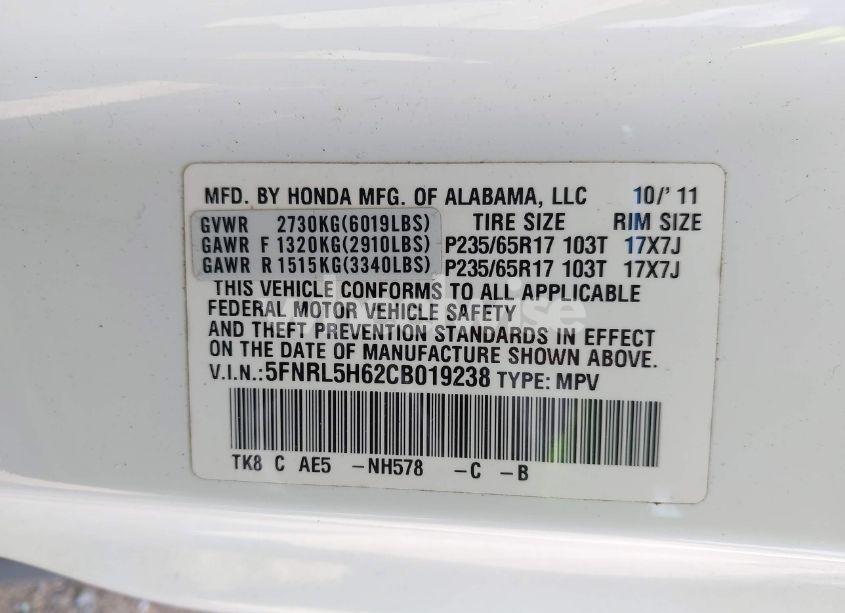 MFD. BY HONDA MFG. OF ALABAMA, LLC 10/'11
GVWR 2730KG(6019LBS) TIRE SIZE RIM SIZE
GAWR F 1320KG(2910LBS) P235/65R17 103T 17X7J
GAWR R 1515KG(3340LBS) P235/65R17 103T 17X7J
THIS VEHICLE CONFORMS TO ALL APPLICABLE
FEDERAL MOTOR VEHICLE SAFETY
AND THEFT PREVENTION STANDARDS IN EFFECT
ON THE DATE OF MANUFACTURE SHOWN ABOVE.
V.I.N.:5FNRL5H62CB019238 TYPE: MPV
TK8 C AE5 -NH578 -C -B